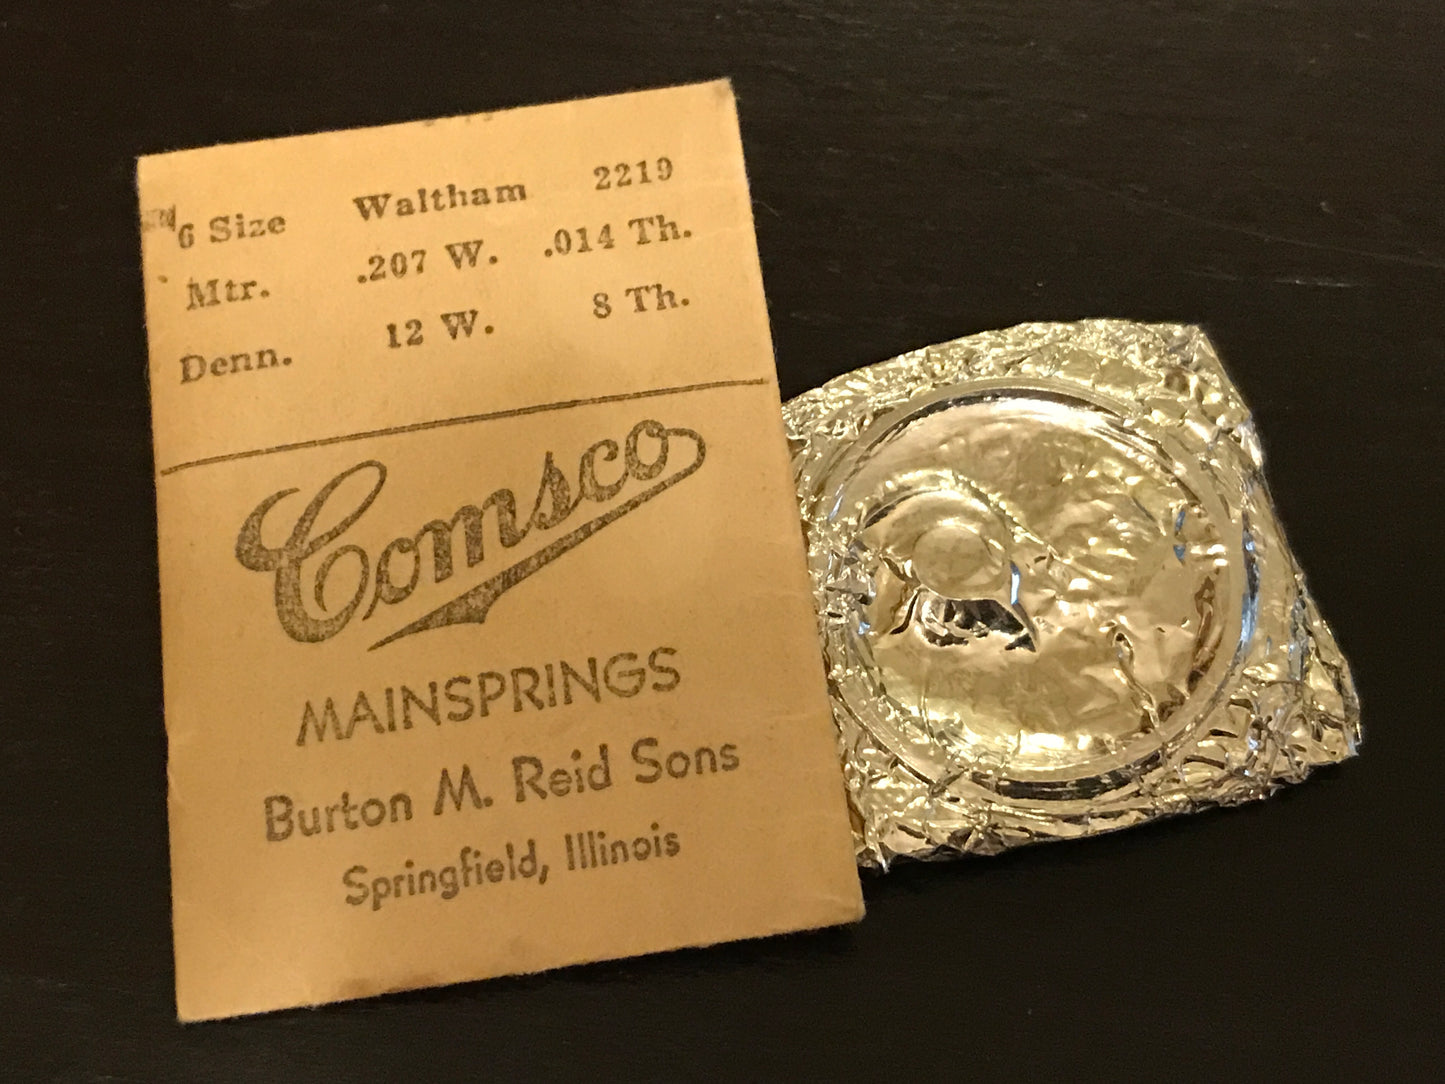 6 Size Waltham 2219
Mtr. .207 W. .014 Th.
Denn. 12 W. 8 Th.
Comsco
MAINSPRINGS
Burton M. Reid Sons
Springfield, Illinois